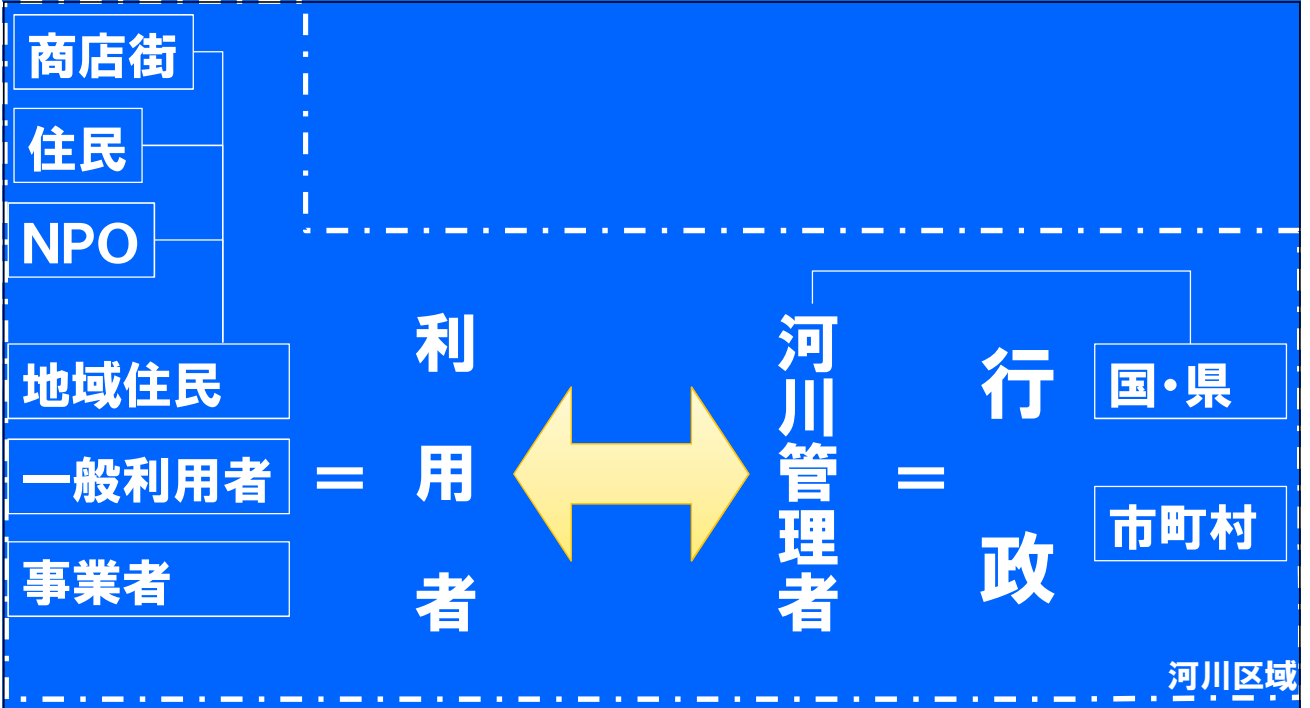 商店街
住民
NPO
地域住民
一般利用者
事業者
＝
利用者
河川管理者
＝
行政
国・県
市町村
河川区域